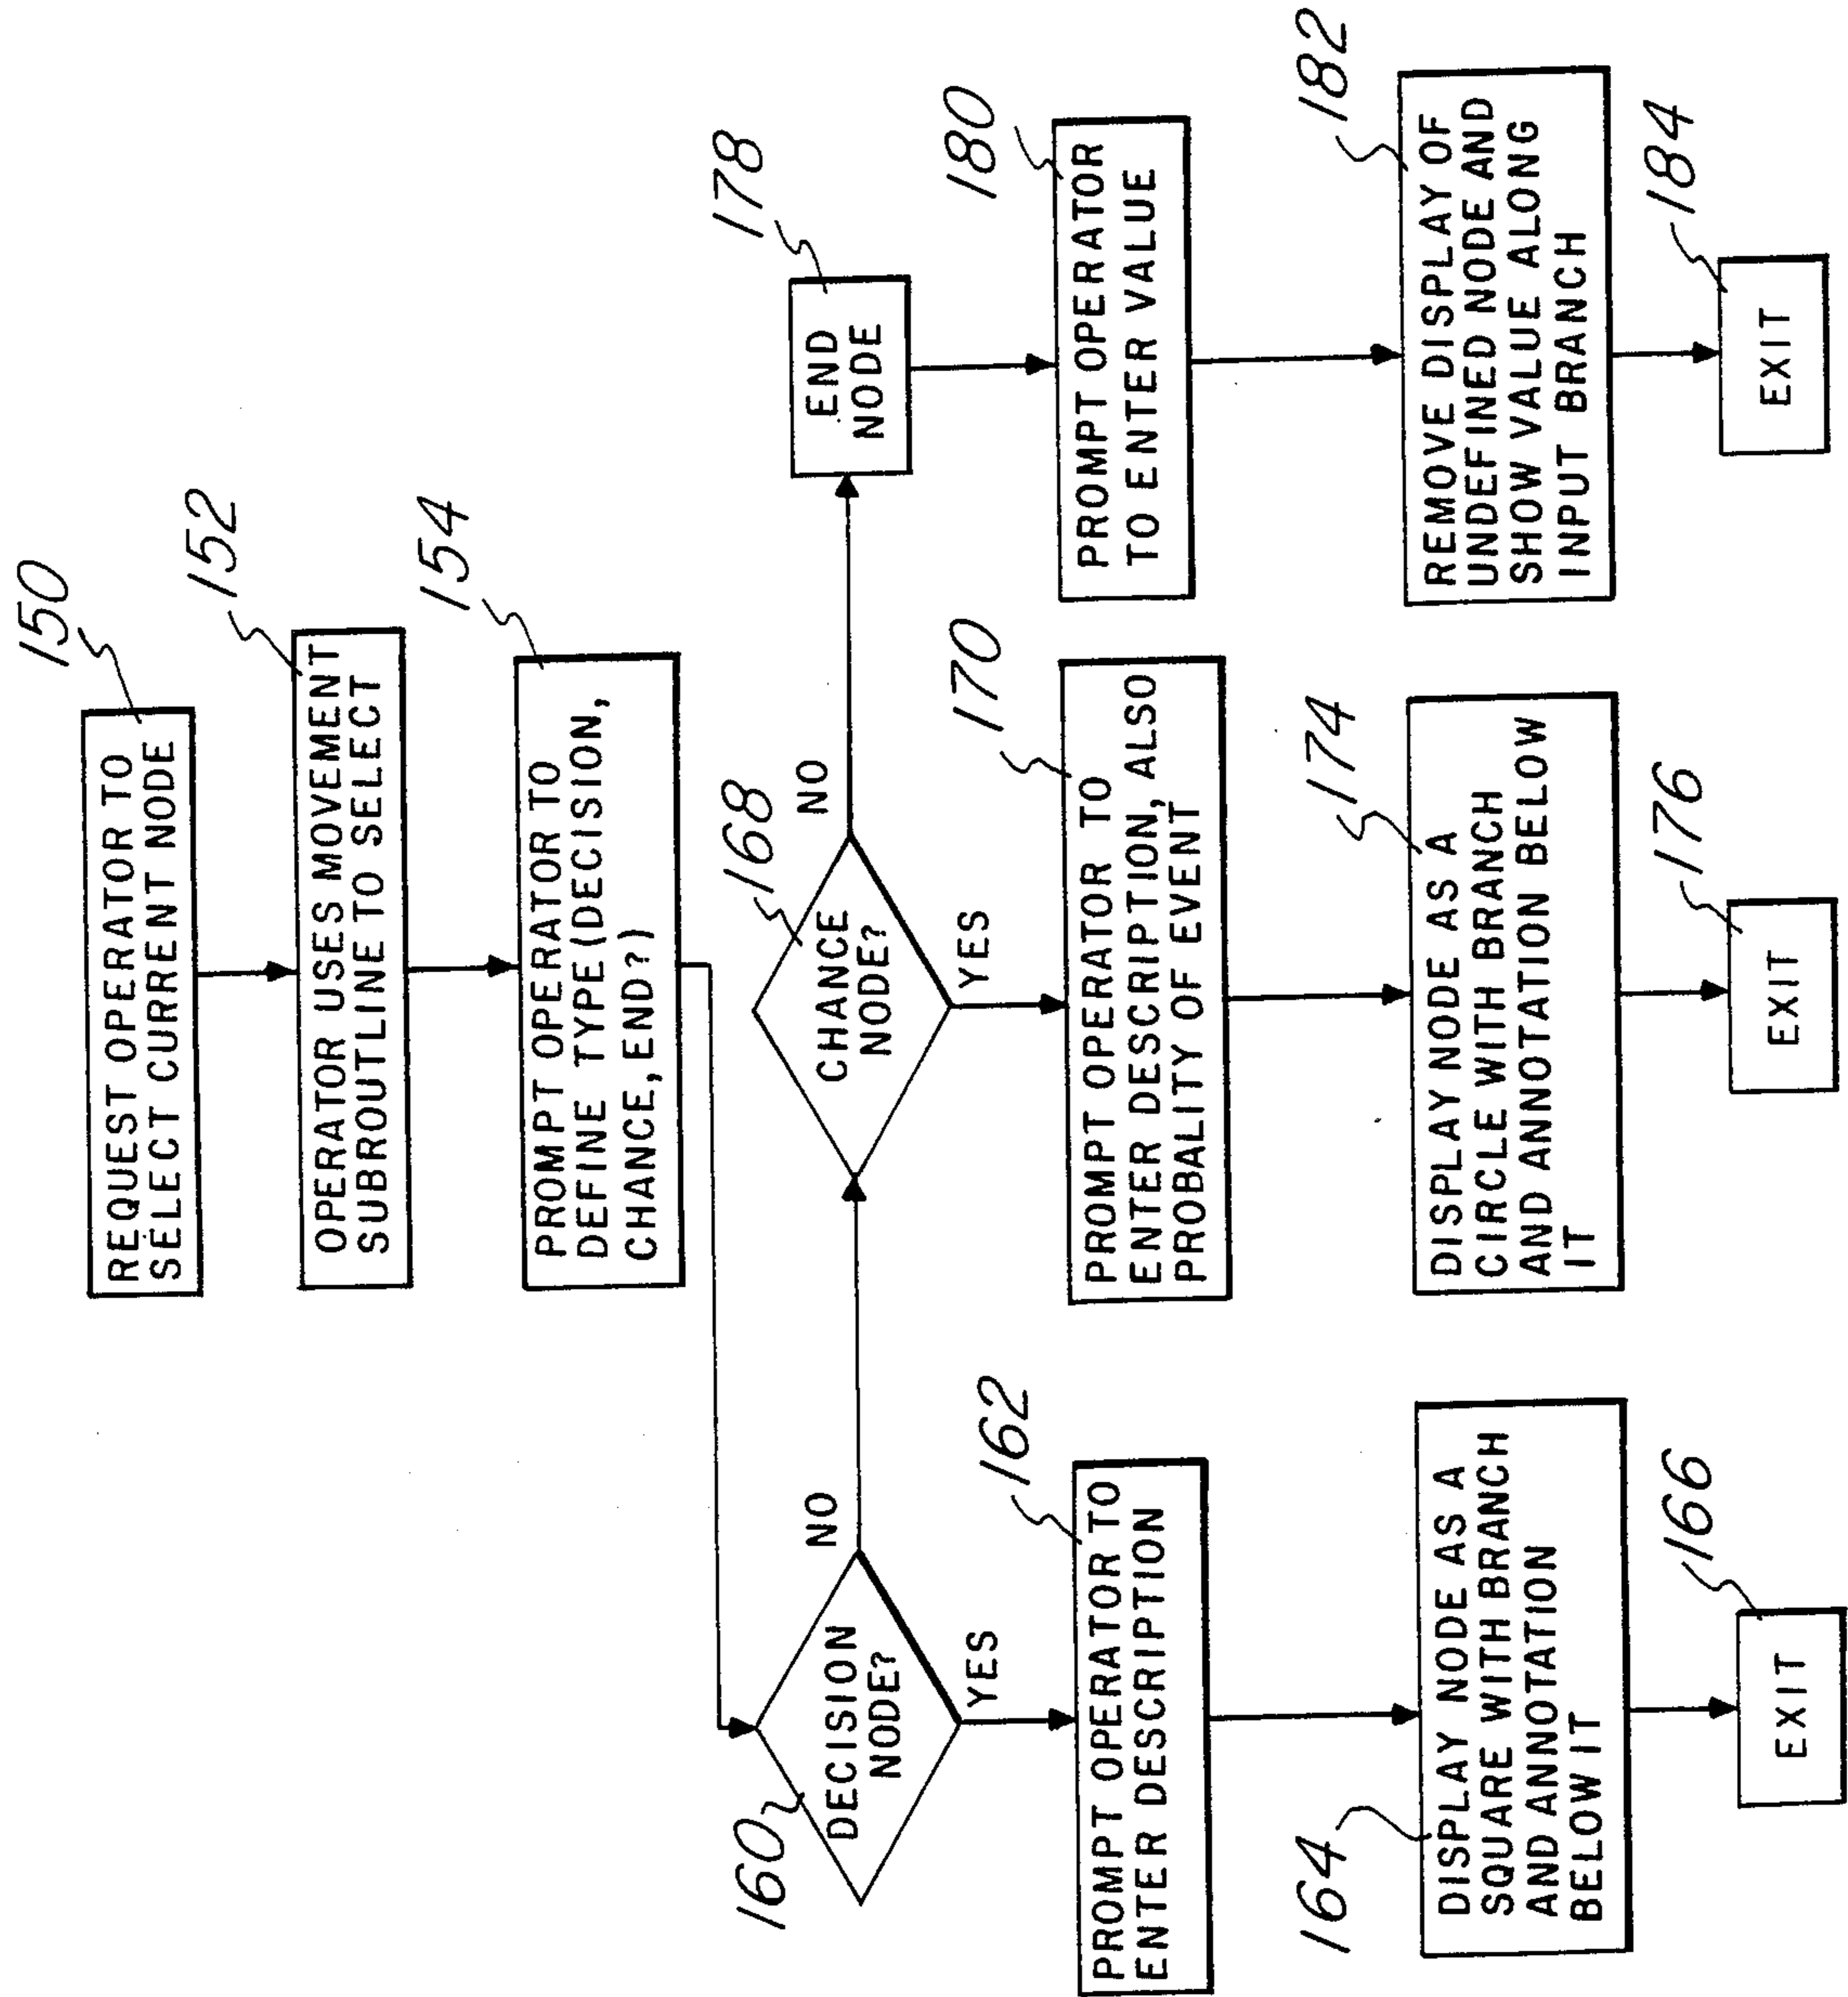 150
REQUEST OPERATOR TO
SELECT CURRENT NODE
152
OPERATOR USES MOVEMENT
SUBROUTLINE TO SELECT
154
PROMPT OPERATOR TO
DEFINE TYPE (DECISION,
CHANCE, END?)
160
DECISION
NODE?
NO
YES
168
CHANCE
NODE?
NO
YES
178
END
NODE
162
PROMPT OPERATOR TO
ENTER DESCRIPTION
170
PROMPT OPERATOR TO
ENTER DESCRIPTION, ALSO
PROBALITY OF EVENT
180
PROMPT OPERATOR
TO ENTER VALUE
164
DISPLAY NODE AS A
SQUARE WITH BRANCH
AND ANNOTATION
BELOW IT
174
DISPLAY NODE AS A
CIRCLE WITH BRANCH
AND ANNOTATION BELOW
IT
182
REMOVE DISPLAY OF
UNDEFINED NODE AND
SHOW VALUE ALONG
INPUT BRANCH
166
EXIT
176
EXIT
184
EXIT